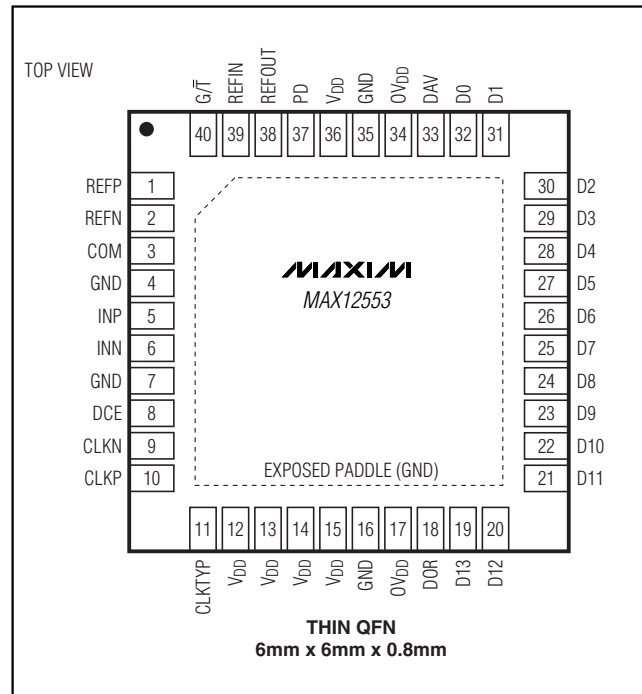 TOP VIEW
G/T̅ REFIN REFOUT PD VDD GND OVDD DAV D0 D1
40 39 38 37 36 35 34 33 32 31
REFP 1
REFN 2
COM 3
GND 4
INP 5
INN 6
GND 7
DCE 8
CLKN 9
CLKP 10
30 D2
29 D3
28 D4
27 D5
26 D6
25 D7
24 D8
23 D9
22 D10
21 D11
MAXIM
MAX12553
EXPOSED PADDLE (GND)
11 12 13 14 15 16 17 18 19 20
CLKTYP VDD VDD VDD VDD GND OVDD DOR D13 D12
THIN QFN
6mm x 6mm x 0.8mm